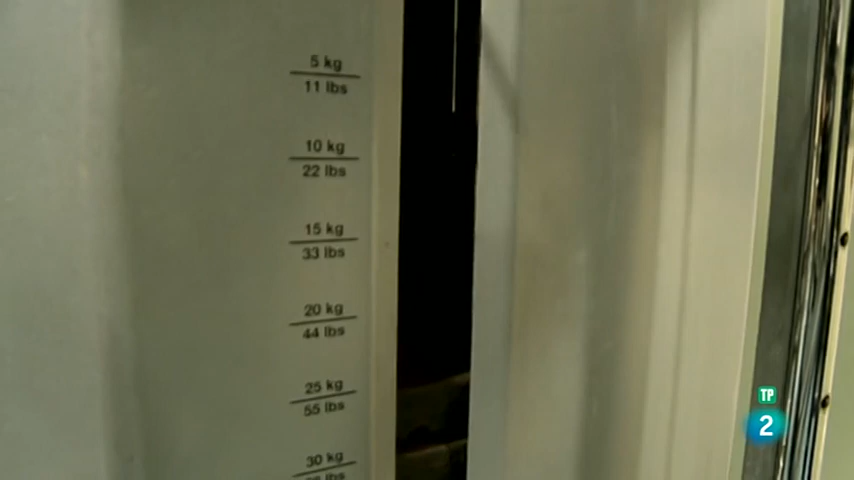 5 kg
11 lbs
10 kg
22 lbs
15 kg
33 lbs
20 kg
44 lbs
25 kg
55 lbs
30 kg
TP
2